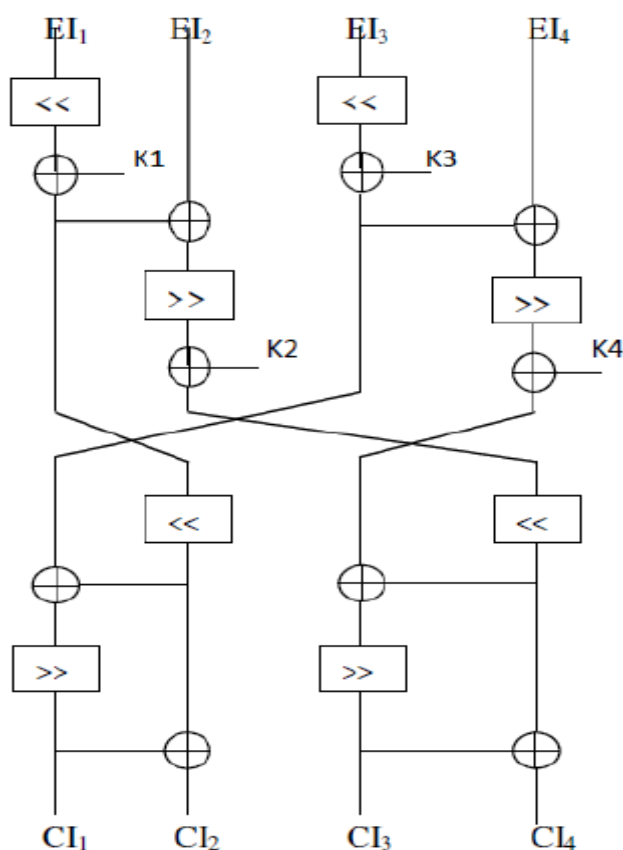 EI₁ EI₂ EI₃ EI₄
<< <<
K1 K3
>> >>
K2 K4
<< <<
>> >>
CI₁ CI₂ CI₃ CI₄